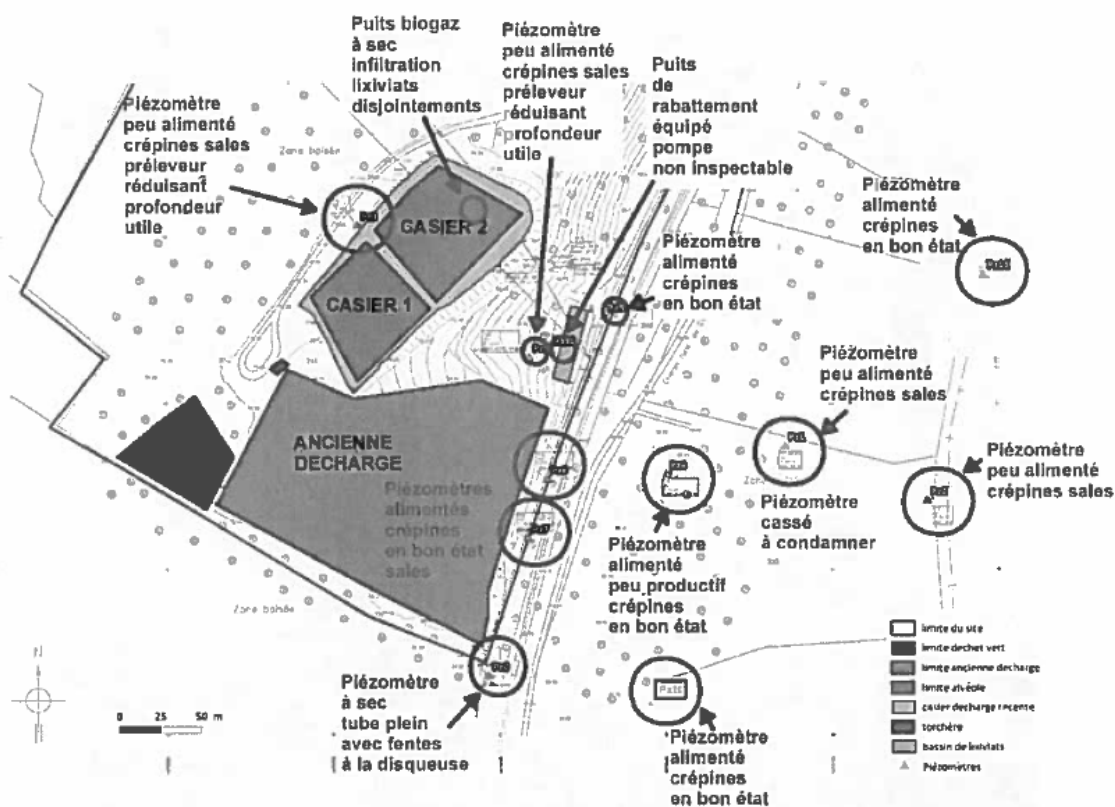 Puits biogaz
à sec
infiltration
lixiviats
disjointements
Piézomètre
peu alimenté
crépines sales
préleveur
réduisant
profondeur
utile
Puits
de
rabattement
équipé
pompe
non inspectable
Piézomètre
peu alimenté
crépines sales
préleveur
réduisant
profondeur
utile
Zone boisée
Piézomètre
alimenté
crépines
en bon état
Piézomètre
alimenté
crépines
en bon état
CASIER 2
CASIER 1
Piézomètre
peu alimenté
crépines sales
ANCIENNE
DECHARGE
Piézomètres
alimentés
crépines
en bon état
sales
Piézomètre
peu alimenté
crépines sales
Piézomètre
cassé
à condamner
Piézomètre
alimenté
peu productif
crépines
en bon état
Zone boisée
Piézomètre
à sec
tube plein
avec fentes
à la disqueuse
Piézomètre
alimenté
crépines
en bon état
N
0 25 50 m
limite du site
limite dechet vert
limite ancienne decharge
limite alvéole
casier decharge recente
torchère
bassin de lixiviats
Piézomètres